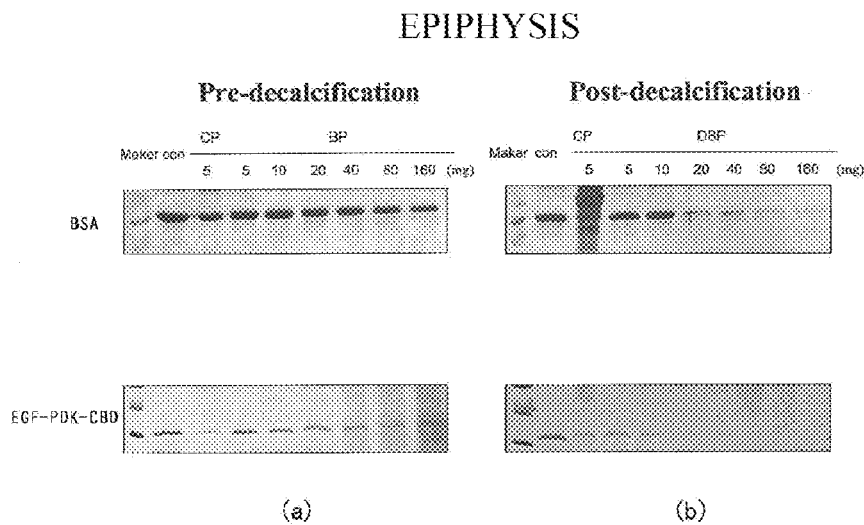 EPIPHYSIS
Pre-decalcification
Post-decalcification
CP BP
Maker con 5 5 10 20 40 80 160 (mg)
CP DBP
Maker con 5 5 10 20 40 80 160 (mg)
BSA
EGF-PDK-CBD
(a)
(b)